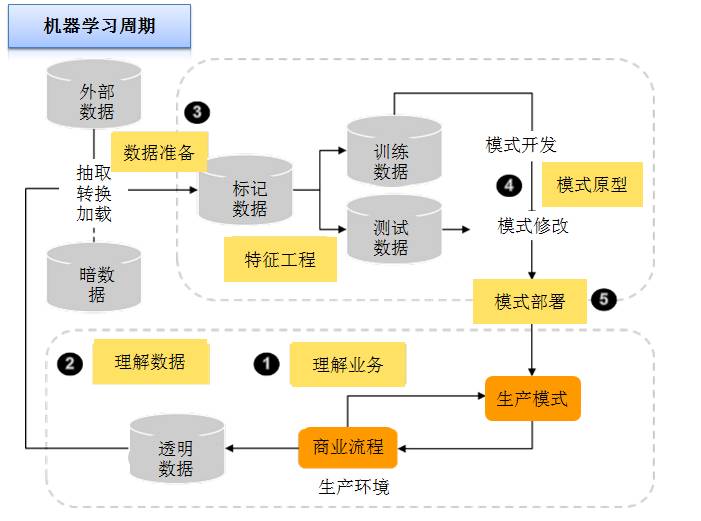 机器学习周期
外部
数据
3
数据准备
训练
数据
模式开发
抽取
转换
加载
标记
数据
4
模式原型
测试
数据
模式修改
特征工程
暗数
据
模式部署
5
2
理解数据
1
理解业务
生产模式
透明
数据
商业流程
生产环境